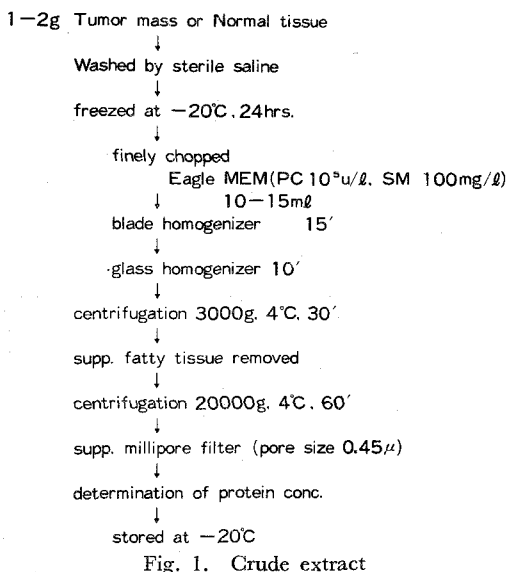 1-2g Tumor mass or Normal tissue
↓
Washed by sterile saline
↓
freezed at -20℃. 24hrs.
↓
finely chopped
Eagle MEM(PC 10⁵u/ℓ. SM 100mg/ℓ)
↓ 10-15mℓ
blade homogenizer 15′
↓
glass homogenizer 10′
↓
centrifugation 3000g. 4℃. 30′
↓
supp. fatty tissue removed
↓
centrifugation 20000g. 4℃. 60′
↓
supp. millipore filter (pore size 0.45μ)
↓
determination of protein conc.
↓
stored at -20℃
Fig. 1. Crude extract